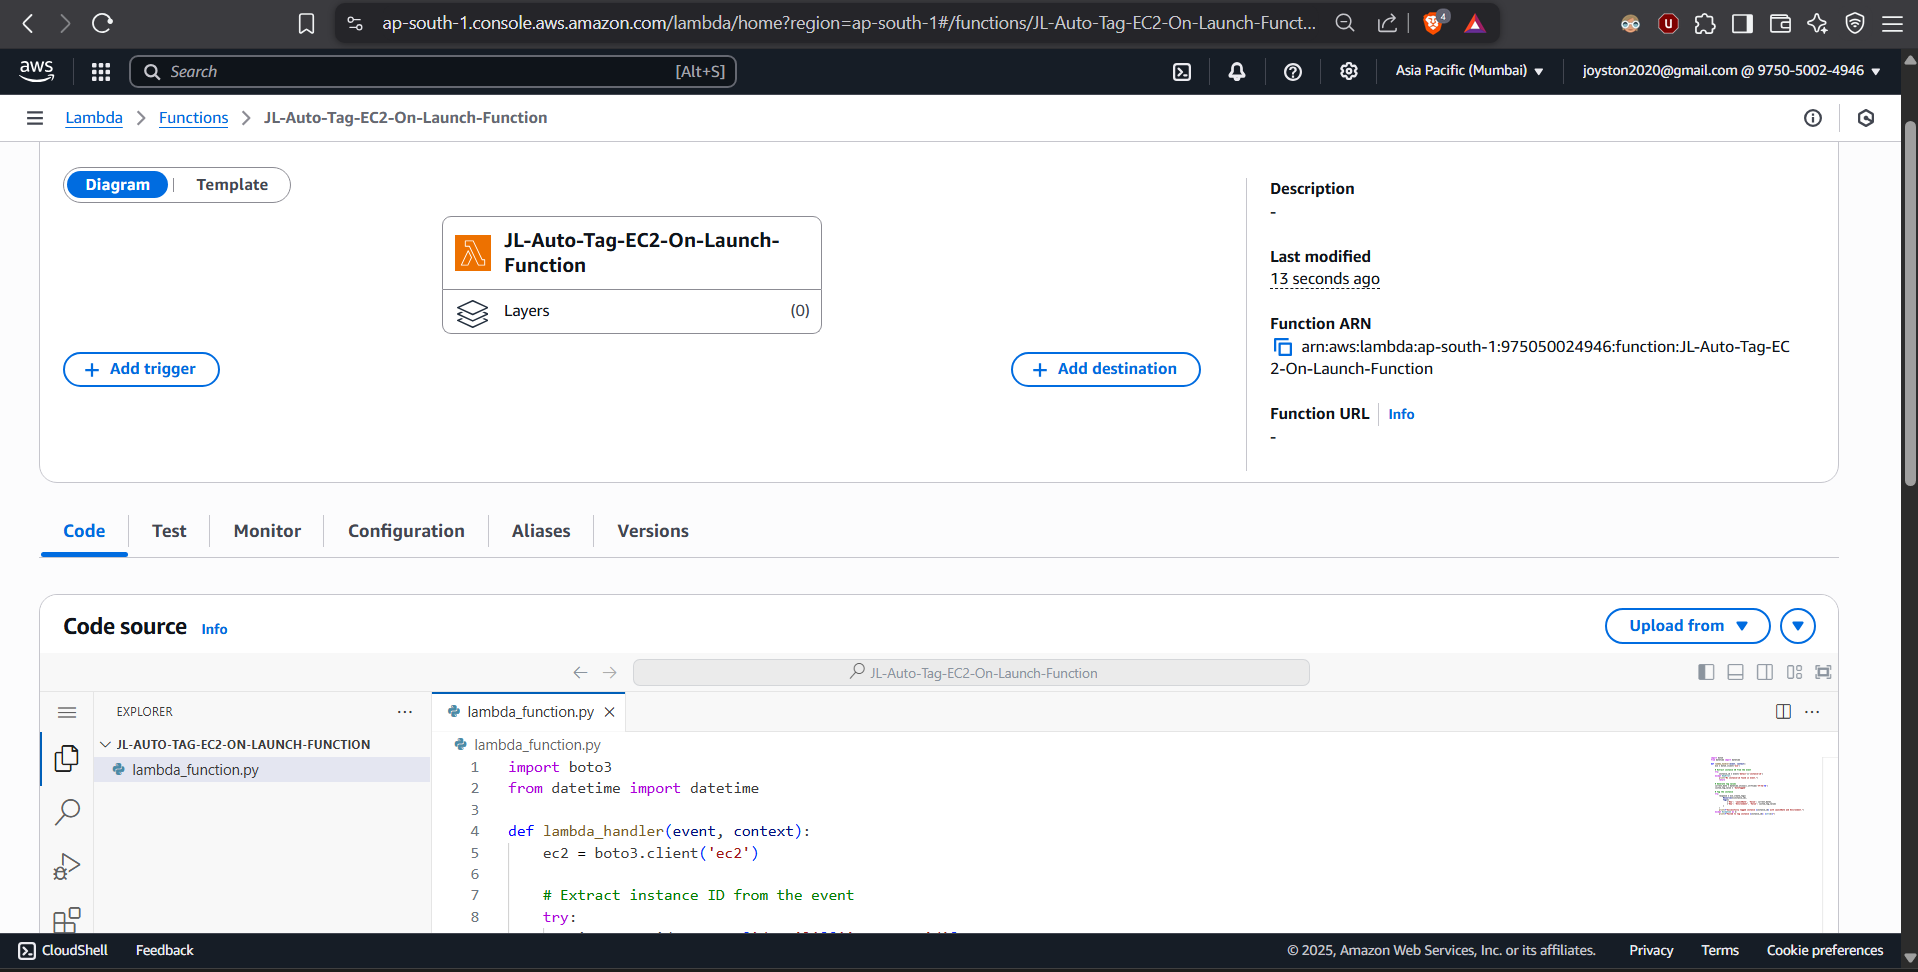 ap-south-1.console.aws.amazon.com/lambda/home?region=ap-south-1#/functions/JL-Auto-Tag-EC2-On-Launch-Funct...
4
aws
Search
[Alt+S]
Asia Pacific (Mumbai)
joyston2020@gmail.com @ 9750-5002-4946
Lambda
Functions
JL-Auto-Tag-EC2-On-Launch-Function
Diagram
Template
JL-Auto-Tag-EC2-On-Launch-
Function
Layers
(0)
+ Add trigger
+ Add destination
Description
-
Last modified
13 seconds ago
Function ARN
arn:aws:lambda:ap-south-1:975050024946:function:JL-Auto-Tag-EC
2-On-Launch-Function
Function URL
Info
-
Code
Test
Monitor
Configuration
Aliases
Versions
Code source
Info
Upload from
JL-Auto-Tag-EC2-On-Launch-Function
EXPLORER
JL-AUTO-TAG-EC2-ON-LAUNCH-FUNCTION
lambda_function.py
lambda_function.py
lambda_function.py
1 import boto3
2 from datetime import datetime
3
4 def lambda_handler(event, context):
5 ec2 = boto3.client('ec2')
6
7 # Extract instance ID from the event
8 try:
CloudShell
Feedback
© 2025, Amazon Web Services, Inc. or its affiliates.
Privacy
Terms
Cookie preferences